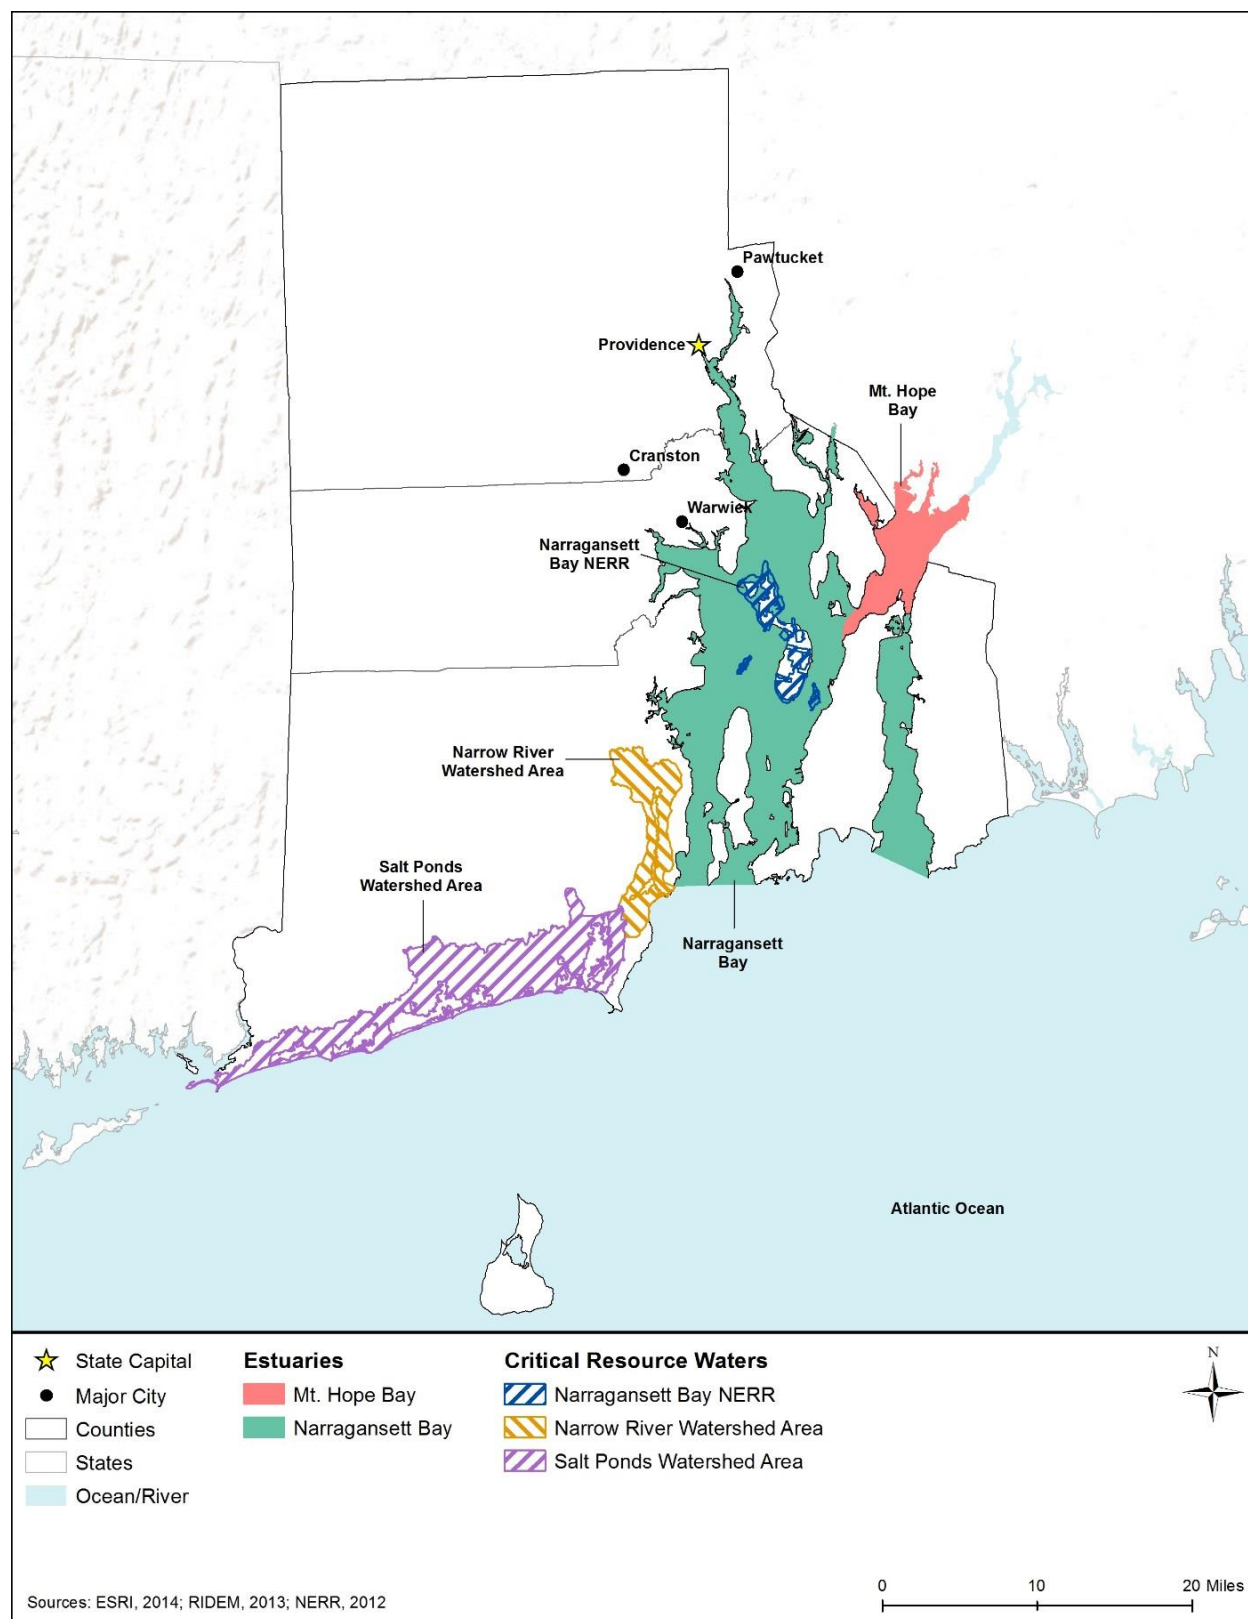 Pawtucket
Providence
Mt. Hope
Bay
Cranston
Warwick
Narragansett
Bay NERR
Narrow River
Watershed Area
Salt Ponds
Watershed Area
Narragansett
Bay
Atlantic Ocean
State Capital
Major City
Counties
States
Ocean/River
Estuaries
Mt. Hope Bay
Narragansett Bay
Critical Resource Waters
Narragansett Bay NERR
Narrow River Watershed Area
Salt Ponds Watershed Area
N
Sources: ESRI, 2014; RIDEM, 2013; NERR, 2012
0 10 20 Miles